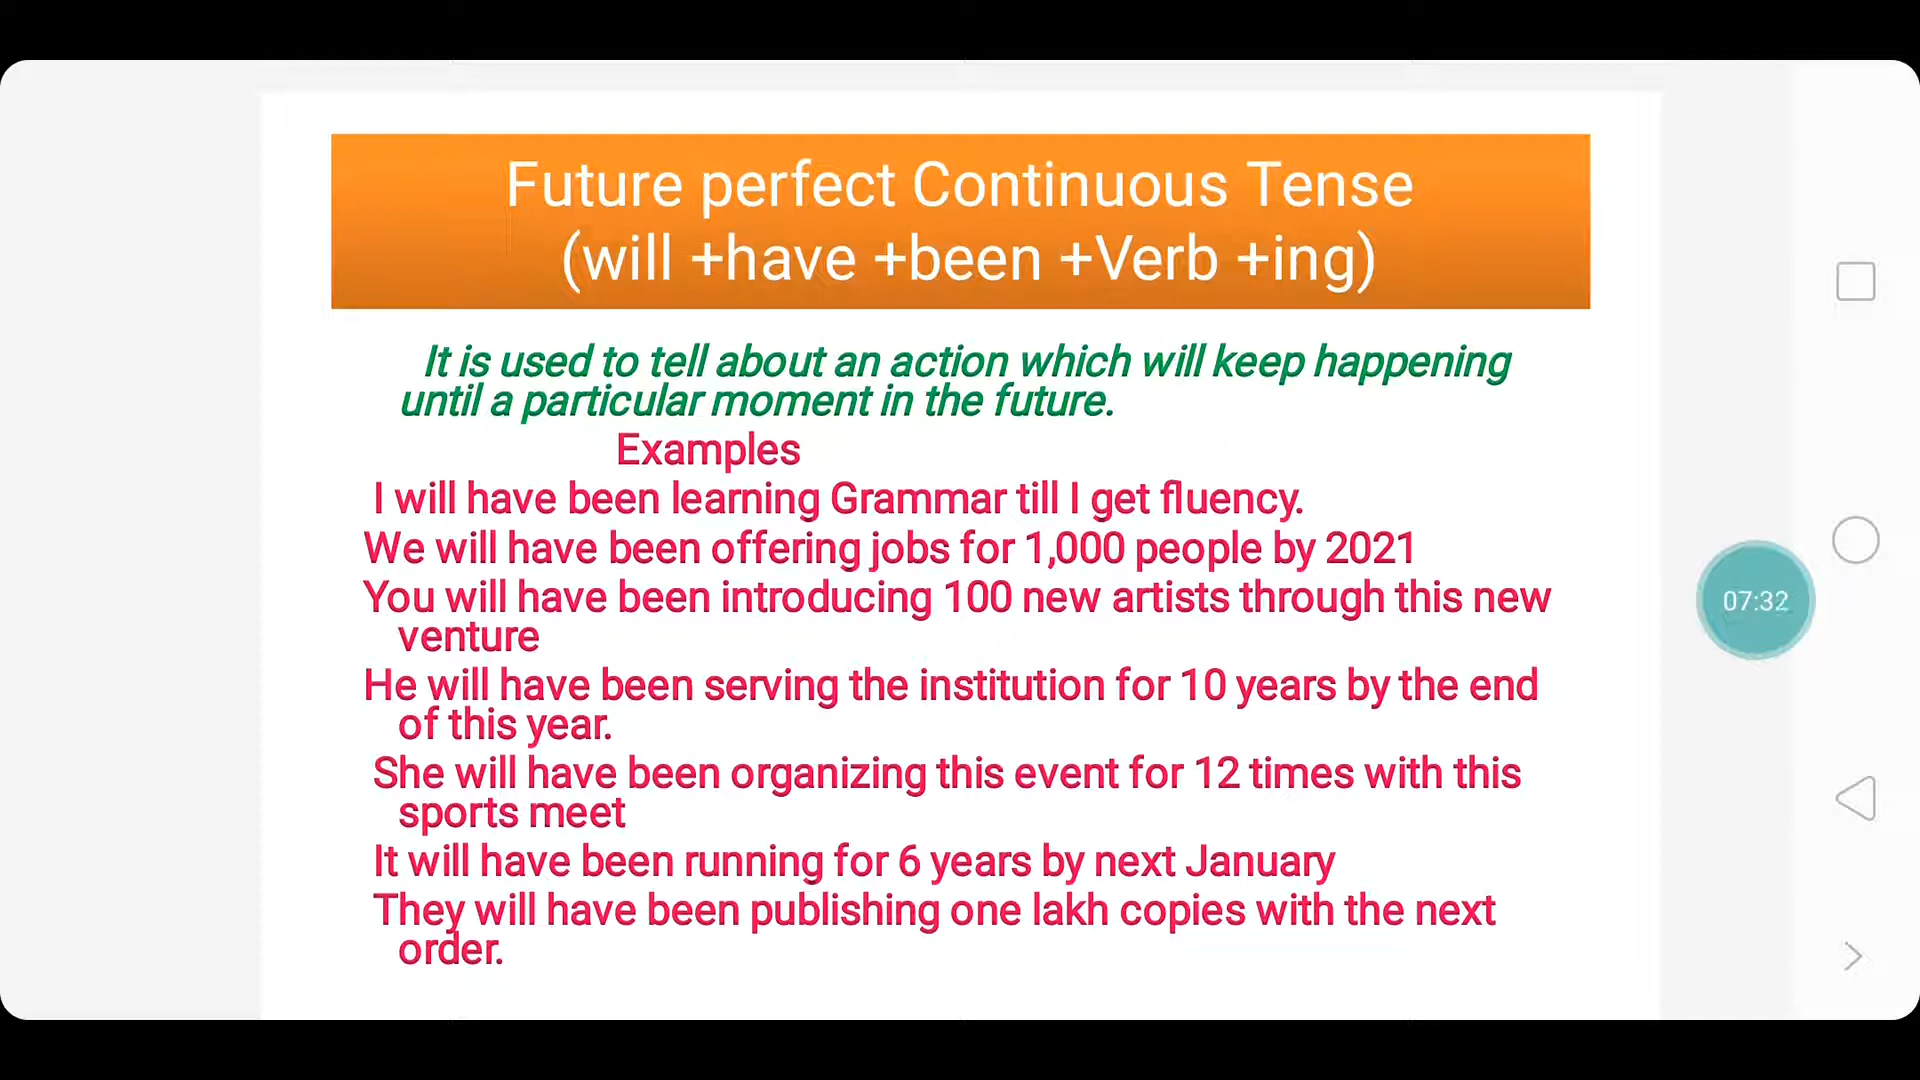 Future perfect Continuous Tense
(will +have +been +Verb +ing)
It is used to tell about an action which will keep happening
until a particular moment in the future.
Examples
I will have been learning Grammar till I get fluency.
We will have been offering jobs for 1,000 people by 2021
You will have been introducing 100 new artists through this new
venture
He will have been serving the institution for 10 years by the end
of this year.
She will have been organizing this event for 12 times with this
sports meet
It will have been running for 6 years by next January
They will have been publishing one lakh copies with the next
order.
07:32